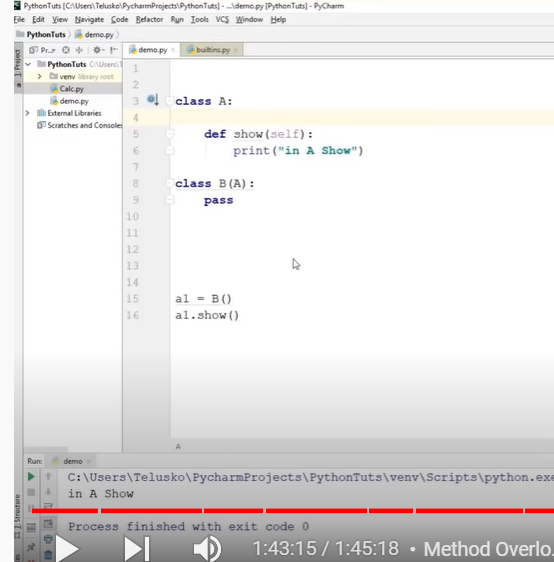 PythonTuts [C:\Users\Telusko\PycharmProjects\PythonTuts] - ...\demo.py [PythonTuts] - PyCharm
File Edit View Navigate Code Refactor Run Tools VCS Window Help
PythonTuts demo.py
1: Project
Pr...
demo.py
builtins.py
PythonTuts C:\Users\T
venv library root
Calc.py
demo.py
External Libraries
Scratches and Consoles
1
2
3 class A:
4
5 def show(self):
6 print("in A Show")
7
8 class B(A):
9 pass
10
11
12
13
14
15 a1 = B()
16 a1.show()
A
Run: demo
C:\Users\Telusko\PycharmProjects\PythonTuts\venv\Scripts\python.exe
in A Show
Process finished with exit code 0
Z: Structure
1:43:15 / 1:45:18 • Method Overlo.